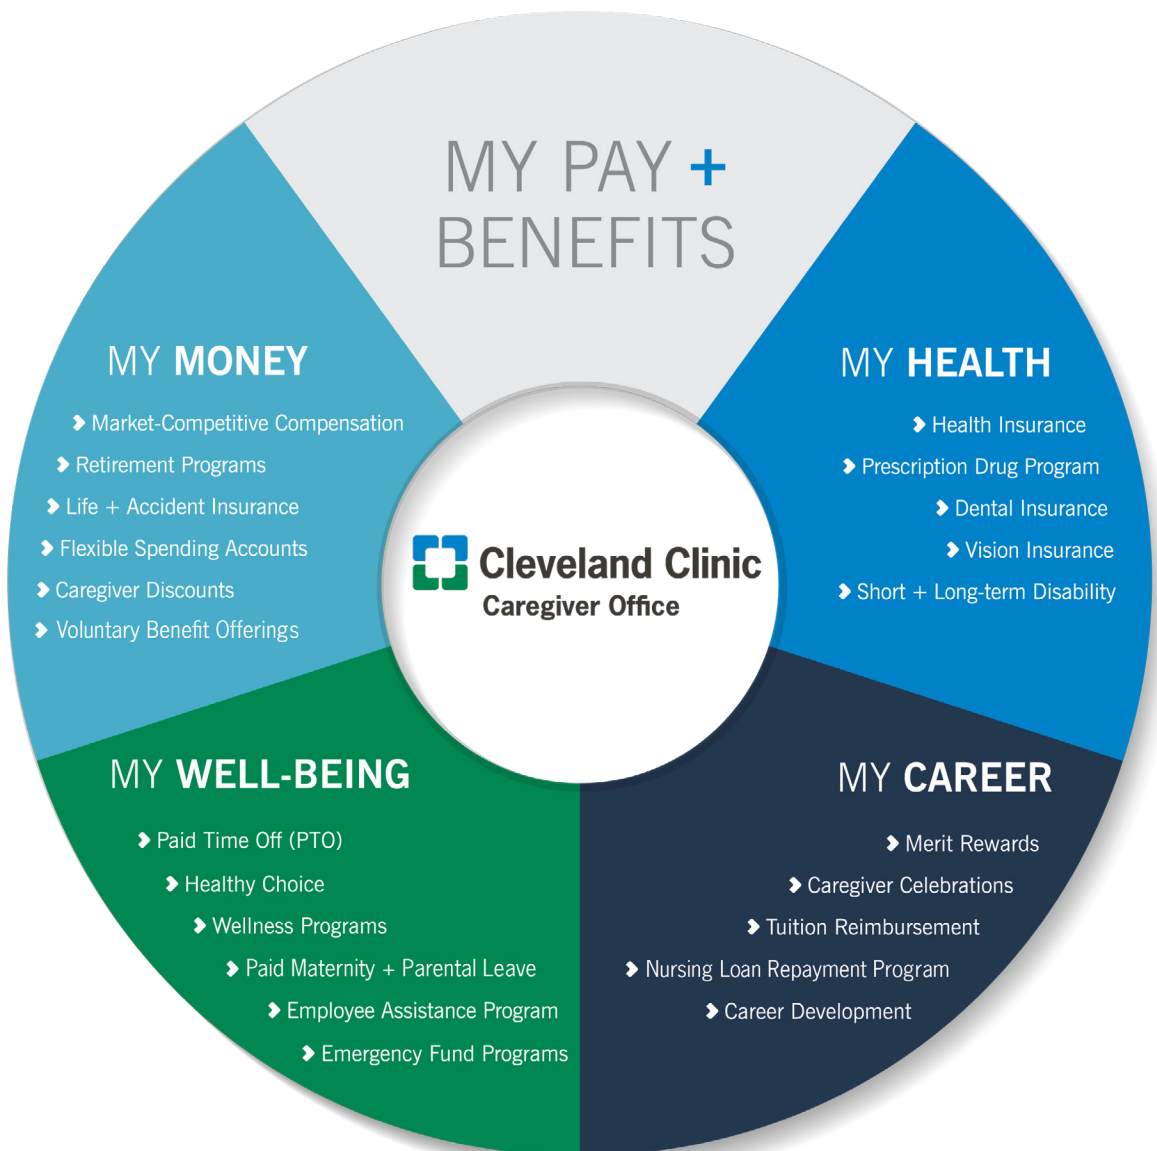 MY PAY +
BENEFITS
MY MONEY
Market-Competitive Compensation
Retirement Programs
Life + Accident Insurance
Flexible Spending Accounts
Caregiver Discounts
Voluntary Benefit Offerings
MY HEALTH
Health Insurance
Prescription Drug Program
Dental Insurance
Vision Insurance
Short + Long-term Disability
Cleveland Clinic
Caregiver Office
MY WELL-BEING
Paid Time Off (PTO)
Healthy Choice
Wellness Programs
Paid Maternity + Parental Leave
Employee Assistance Program
Emergency Fund Programs
MY CAREER
Merit Rewards
Caregiver Celebrations
Tuition Reimbursement
Nursing Loan Repayment Program
Career Development